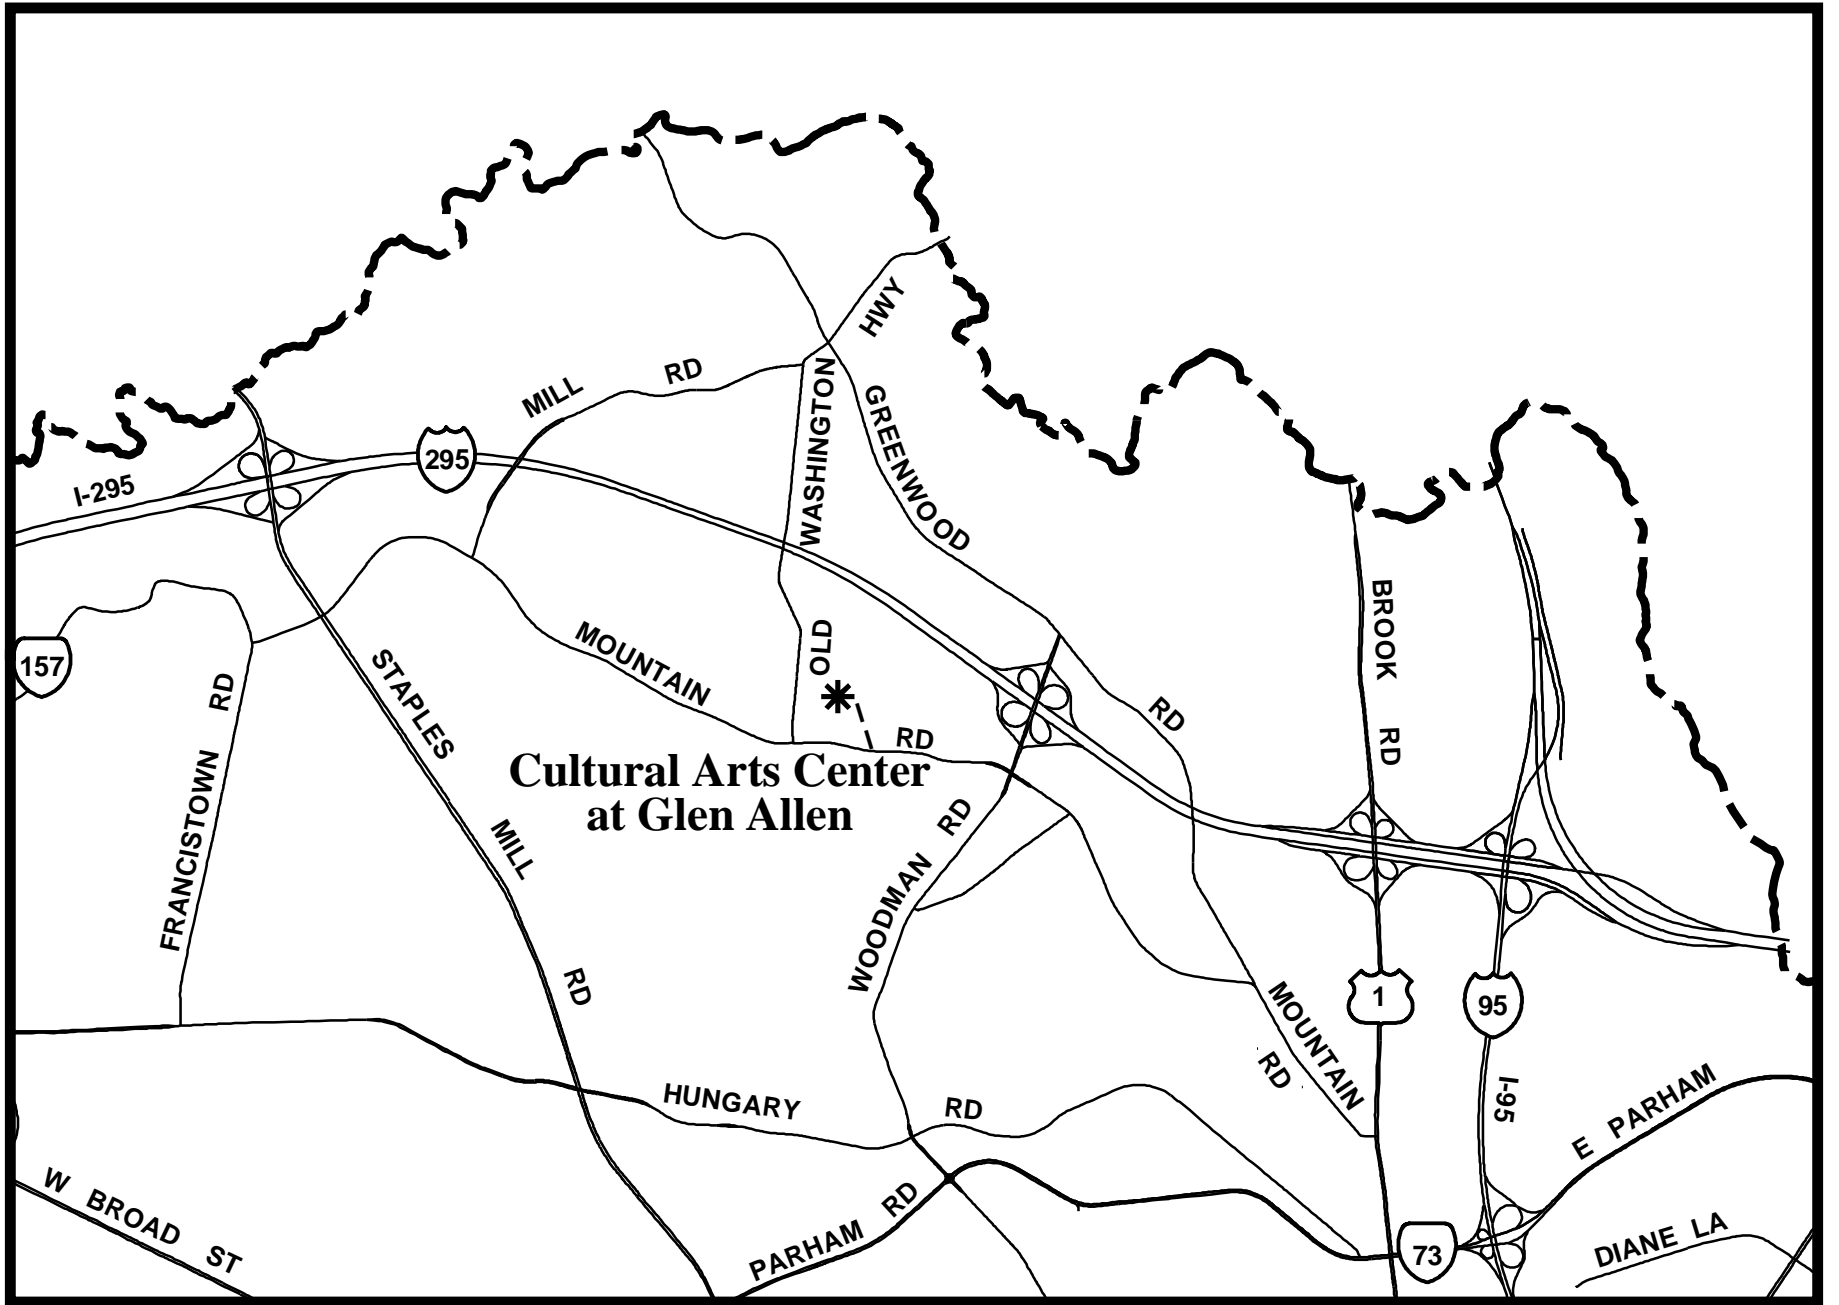 HWY
MILL RD
WASHINGTON
GREENWOOD
295
I-295
BROOK
157
RD
STAPLES
MOUNTAIN
OLD
RD
RD
RD
Cultural Arts Center
at Glen Allen
FRANCISTOWN
MILL
WOODMAN RD
RD
1
95
MOUNTAIN
RD
I-95
HUNGARY RD
E PARHAM
W BROAD ST
PARHAM RD
73
DIANE LA